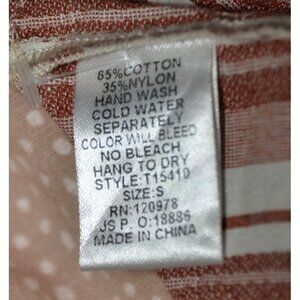 65%COTTON
35%NYLON
HAND WASH
COLD WATER
SEPARATELY
COLOR WILL BLEED
NO BLEACH
HANG TO DRY
STYLE:T15410
SIZE:S
RN:120978
JS P. O:18886
MADE IN CHINA